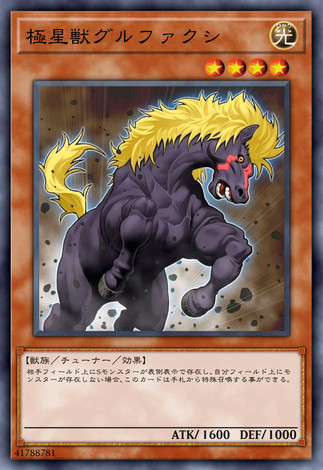 極星獣グルファクシ
光
【獣族／チューナー／効果】
相手フィールド上にSモンスターが表側表示で存在し、自分フィールド上にモ
ンスターが存在しない場合、このカードは手札から特殊召喚する事ができる。
ATK/1600 DEF/1000
41788781